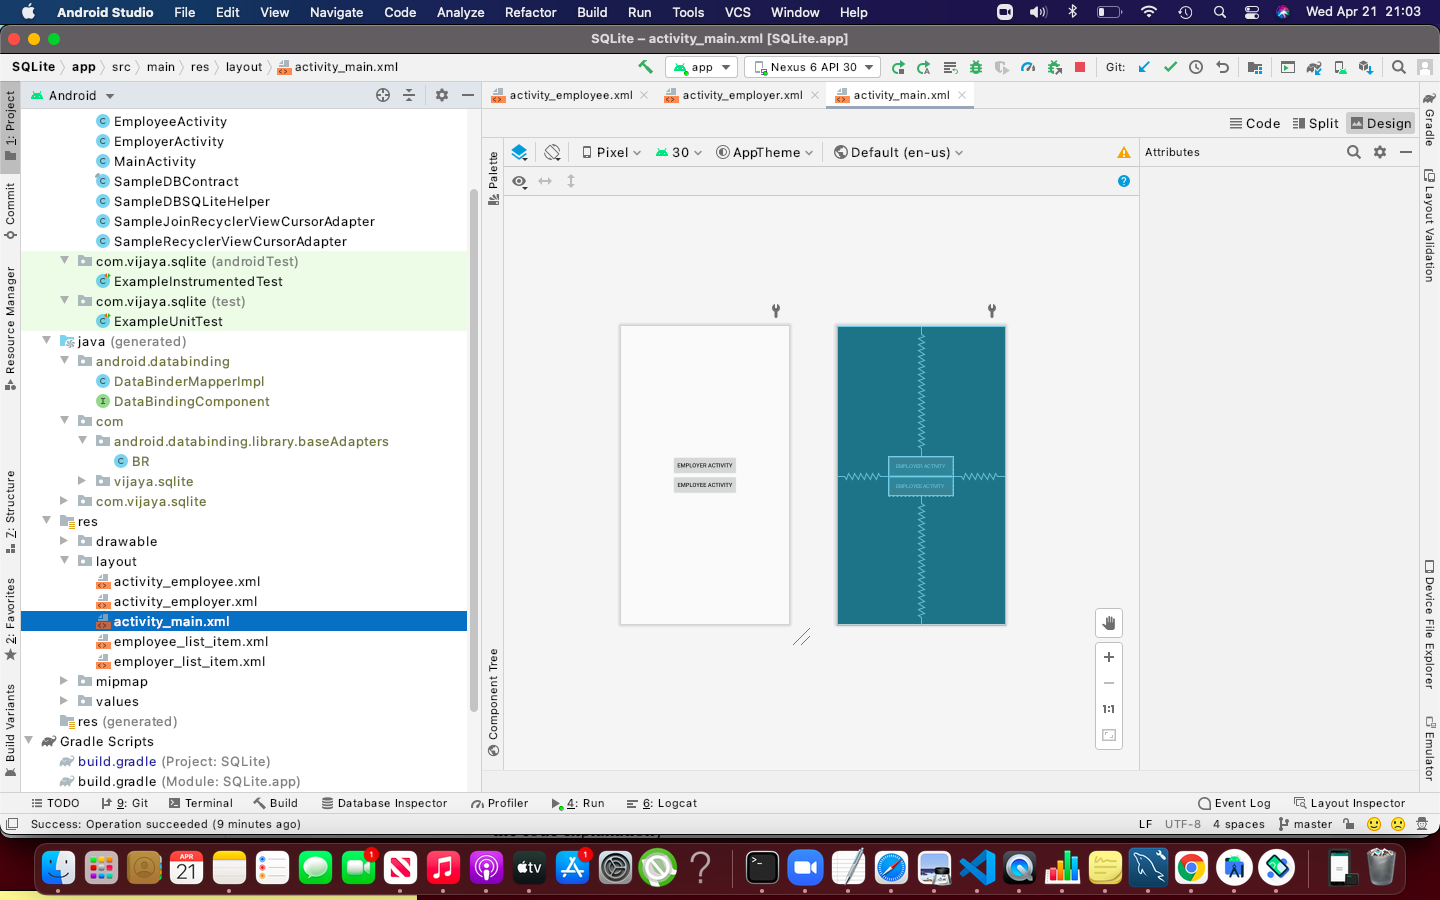 Android Studio File Edit View Navigate Code Analyze Refactor Build Run Tools VCS Window Help Wed Apr 21 21:03
SQLite – activity_main.xml [SQLite.app]
SQLite app src main res layout activity_main.xml app Nexus 6 API 30 Git:
Android
activity_employee.xml activity_employer.xml activity_main.xml
Code Split Design
1: Project
Commit
Resource Manager
Z: Structure
2: Favorites
Build Variants
EmployeeActivity
EmployerActivity
MainActivity
SampleDBContract
SampleDBSQLiteHelper
SampleJoinRecyclerViewCursorAdapter
SampleRecyclerViewCursorAdapter
com.vijaya.sqlite (androidTest)
ExampleInstrumentedTest
com.vijaya.sqlite (test)
ExampleUnitTest
java (generated)
android.databinding
DataBinderMapperImpl
DataBindingComponent
com
android.databinding.library.baseAdapters
BR
vijaya.sqlite
com.vijaya.sqlite
res
drawable
layout
activity_employee.xml
activity_employer.xml
activity_main.xml
employee_list_item.xml
employer_list_item.xml
mipmap
values
res (generated)
Gradle Scripts
build.gradle (Project: SQLite)
build.gradle (Module: SQLite.app)
Palette
Component Tree
Pixel 30 AppTheme Default (en-us)
Attributes
EMPLOYER ACTIVITY
EMPLOYEE ACTIVITY
EMPLOYER ACTIVITY
EMPLOYEE ACTIVITY
1:1
Gradle
Layout Validation
Device File Explorer
Emulator
TODO 9: Git Terminal Build Database Inspector Profiler 4: Run 6: Logcat Event Log Layout Inspector
Success: Operation succeeded (9 minutes ago) LF UTF-8 4 spaces master
APR
21
1
tv
1